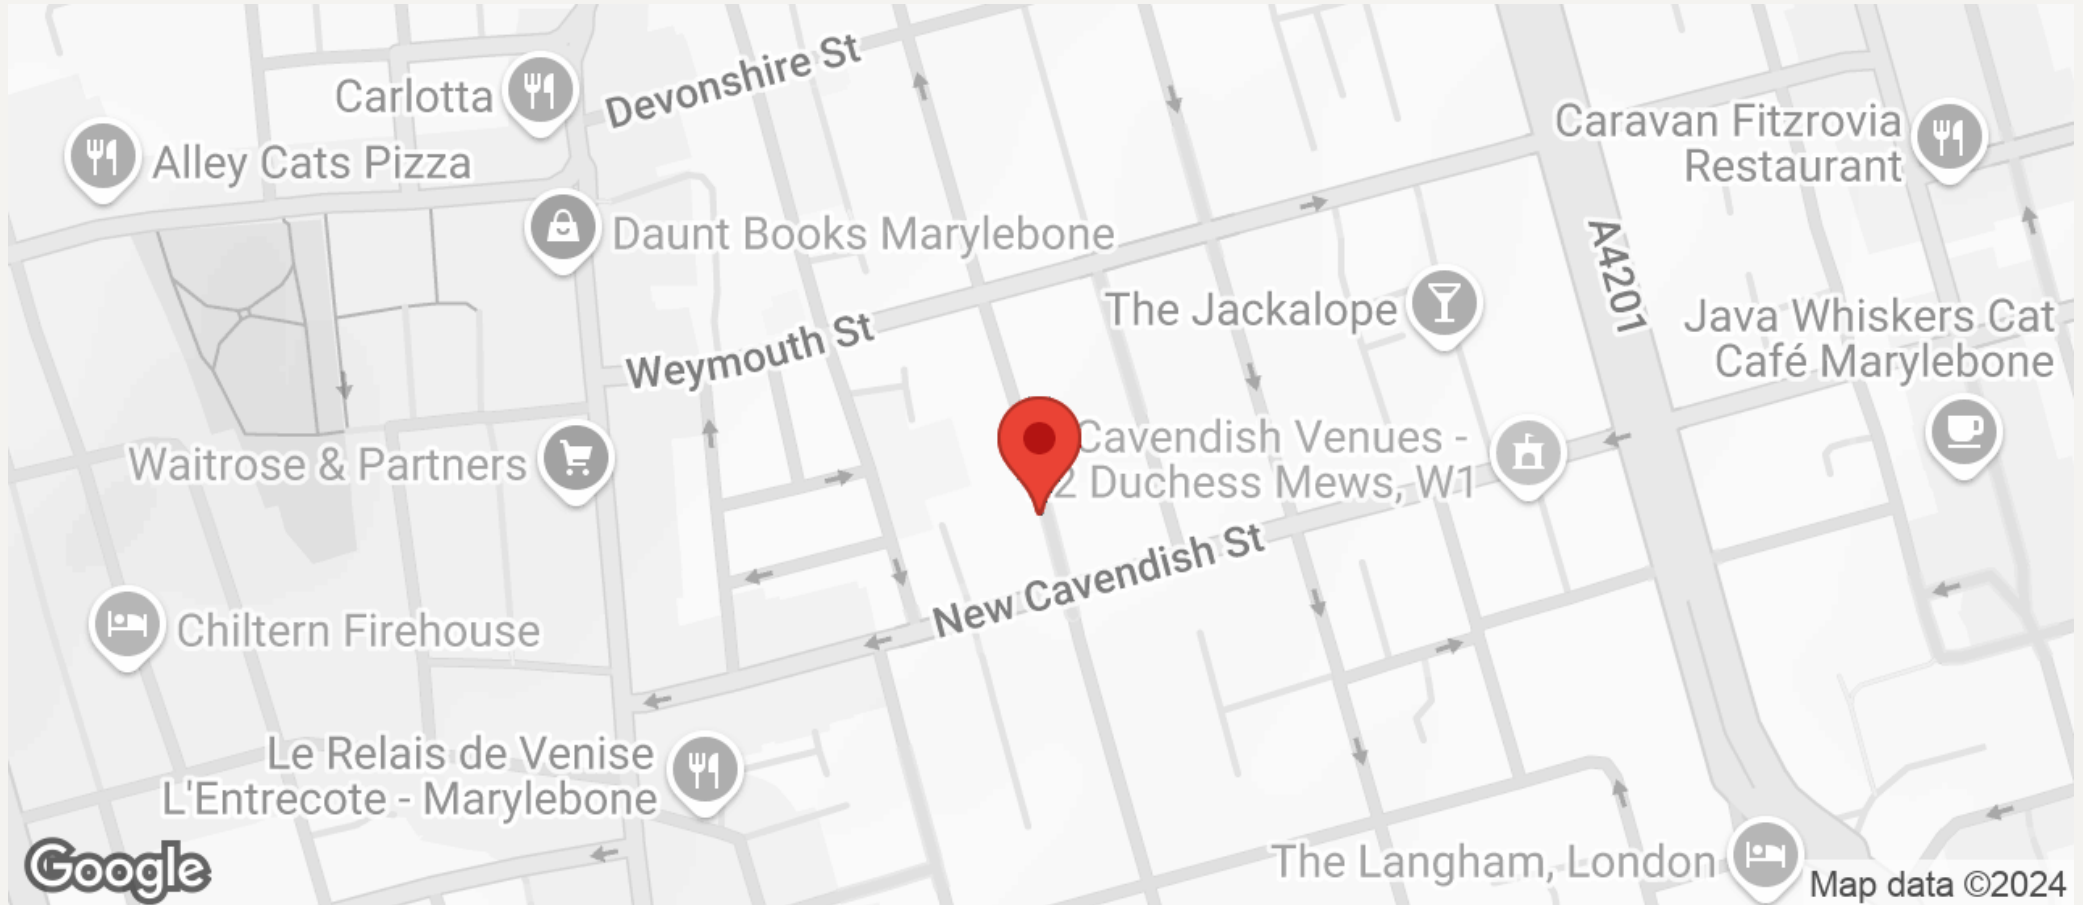 Devonshire St
Carlotta
Alley Cats Pizza
Caravan Fitzrovia
Restaurant
Daunt Books Marylebone
A4201
The Jackalope
Java Whiskers Cat
Café Marylebone
Weymouth St
Waitrose & Partners
Cavendish Venues -
2 Duchess Mews, W1
New Cavendish St
Chiltern Firehouse
Le Relais de Venise
L'Entrecote - Marylebone
The Langham, London
Google
Map data ©2024